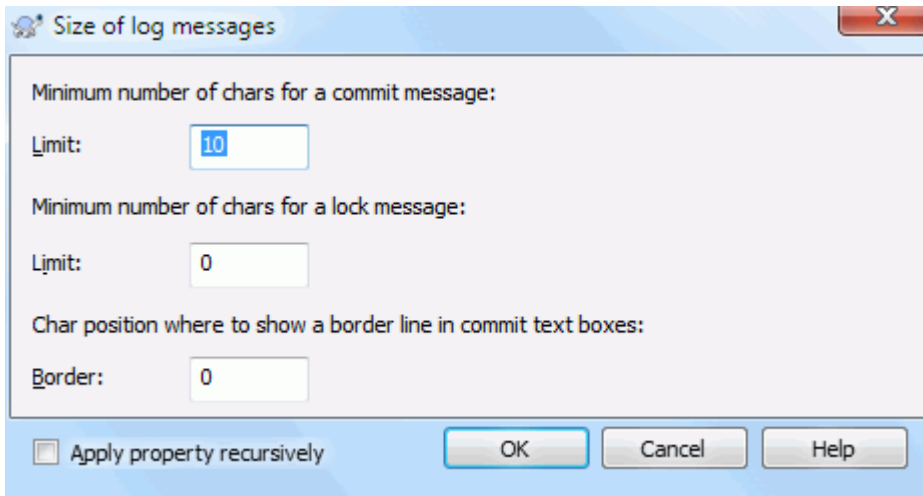 Size of log messages
Minimum number of chars for a commit message:
Limit: 10
Minimum number of chars for a lock message:
Limit: 0
Char position where to show a border line in commit text boxes:
Border: 0
Apply property recursively OK Cancel Help